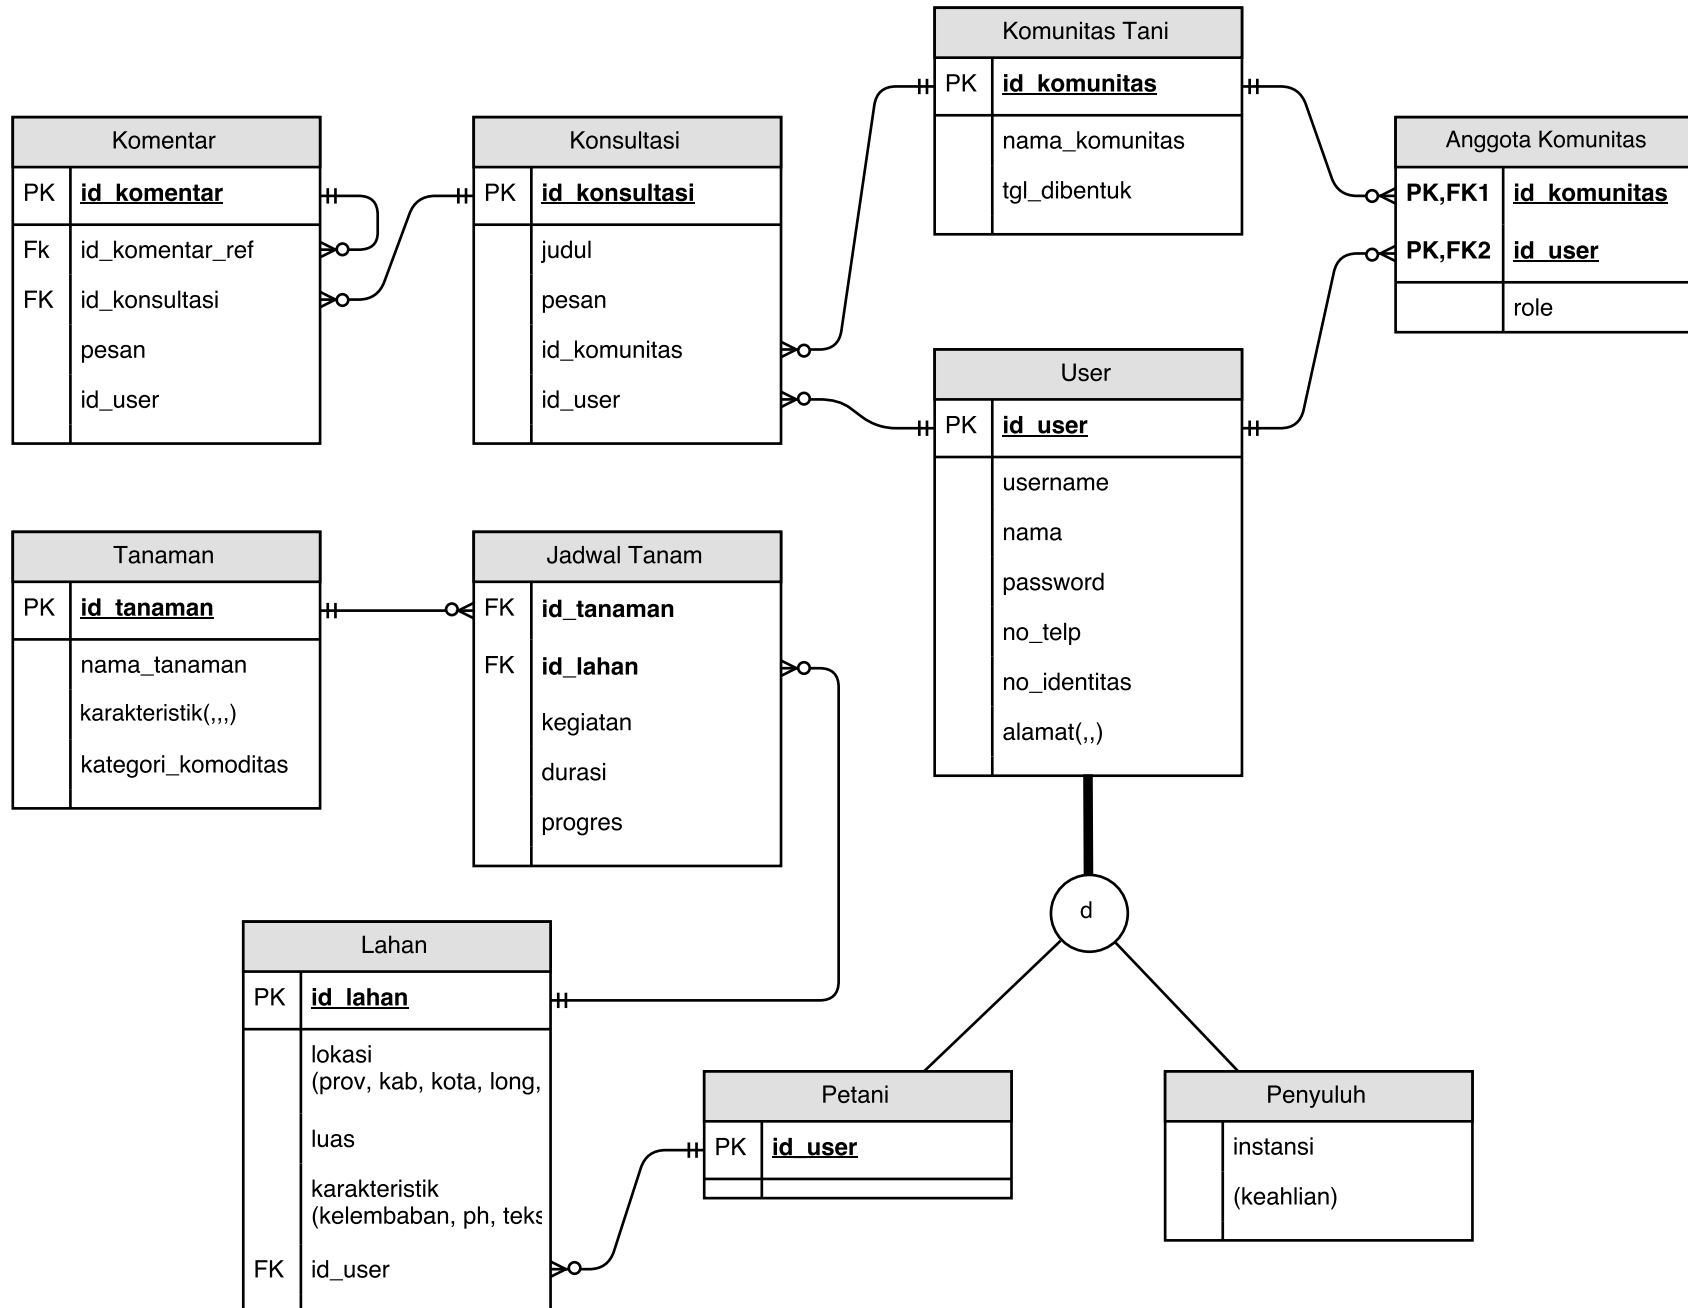 Komunitas Tani
PK id_komunitas
nama_komunitas
tgl_dibentuk
Komentar
PK id_komentar
Fk id_komentar_ref
FK id_konsultasi
pesan
id_user
Konsultasi
PK id_konsultasi
judul
pesan
id_komunitas
id_user
Anggota Komunitas
PK,FK1 id_komunitas
PK,FK2 id_user
role
User
PK id_user
username
nama
password
no_telp
no_identitas
alamat(,,)
Tanaman
PK id_tanaman
nama_tanaman
karakteristik(,,,)
kategori_komoditas
Jadwal Tanam
FK id_tanaman
FK id_lahan
kegiatan
durasi
progres
d
Lahan
PK id_lahan
lokasi
(prov, kab, kota, long,
luas
karakteristik
(kelembaban, ph, teks
FK id_user
Petani
PK id_user
Penyuluh
instansi
(keahlian)